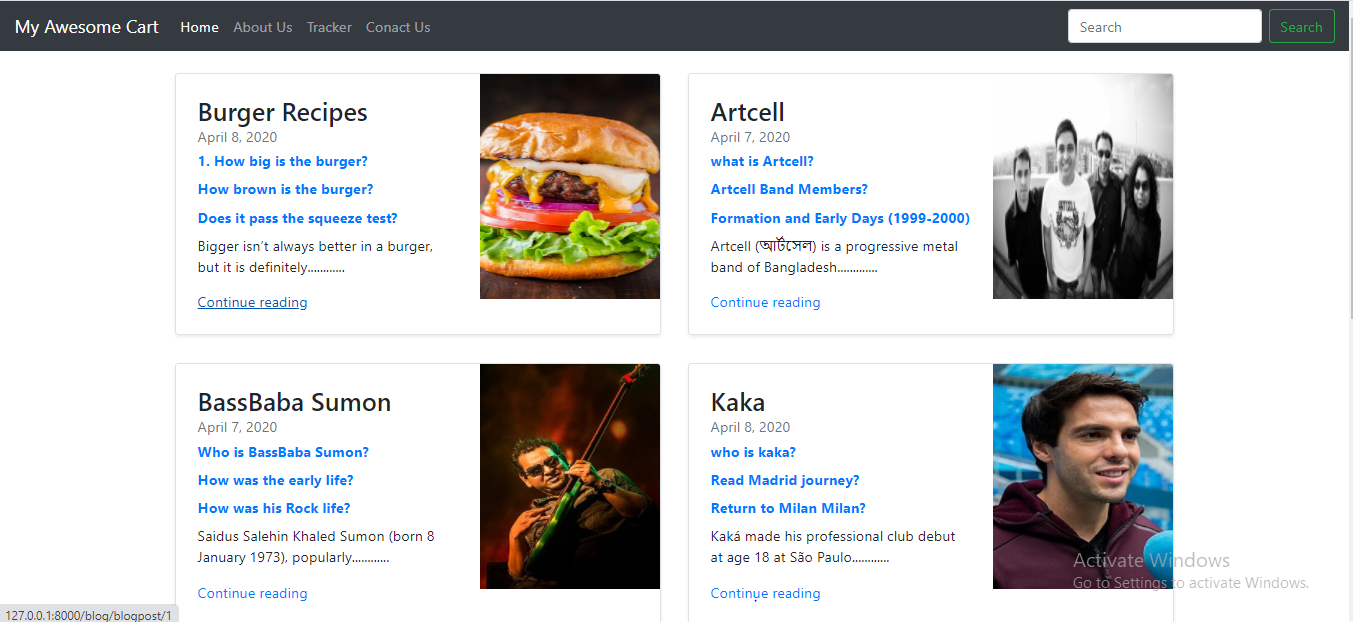 My Awesome Cart Home About Us Tracker Conact Us Search Search
Burger Recipes
April 8, 2020
1. How big is the burger?
How brown is the burger?
Does it pass the squeeze test?
Bigger isn't always better in a burger,
but it is definitely............
Continue reading
Artcell
April 7, 2020
what is Artcell?
Artcell Band Members?
Formation and Early Days (1999-2000)
Artcell (আর্টসেল) is a progressive metal
band of Bangladesh.............
Continue reading
ARTCELL
BassBaba Sumon
April 7, 2020
Who is BassBaba Sumon?
How was the early life?
How was his Rock life?
Saidus Salehin Khaled Sumon (born 8
January 1973), popularly............
Continue reading
Kaka
April 8, 2020
who is kaka?
Read Madrid journey?
Return to Milan Milan?
Kaká made his professional club debut
at age 18 at São Paulo............
Continue reading
Activate Windows
Go to Settings to activate Windows.
127.0.0.1:8000/blog/blogpost/1